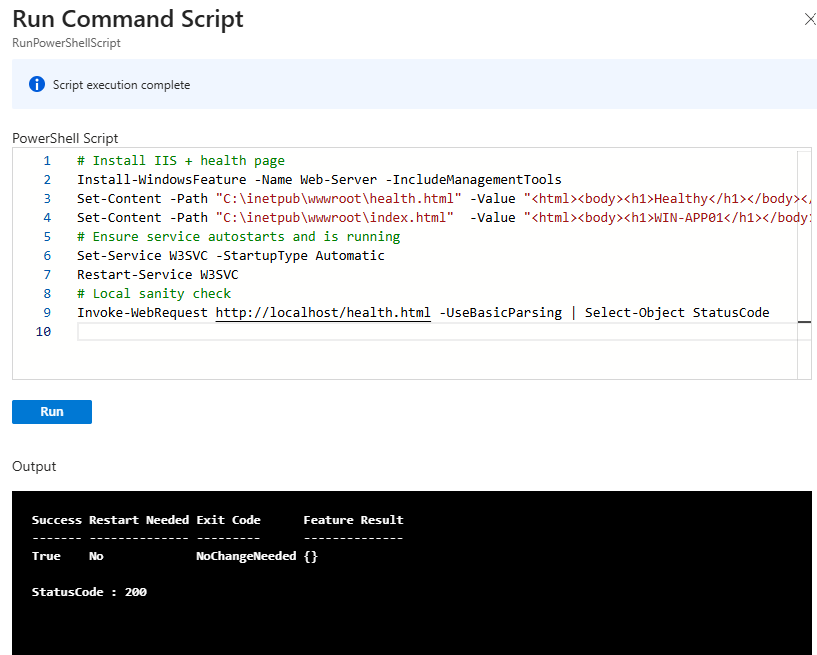 Run Command Script
RunPowerShellScript
Script execution complete
PowerShell Script
1 # Install IIS + health page
2 Install-WindowsFeature -Name Web-Server -IncludeManagementTools
3 Set-Content -Path "C:\inetpub\wwwroot\health.html" -Value "<html><body><h1>Healthy</h1></body></
4 Set-Content -Path "C:\inetpub\wwwroot\index.html"  -Value "<html><body><h1>WIN-APP01</h1></body>
5 # Ensure service autostarts and is running
6 Set-Service W3SVC -StartupType Automatic
7 Restart-Service W3SVC
8 # Local sanity check
9 Invoke-WebRequest http://localhost/health.html -UseBasicParsing | Select-Object StatusCode
10
Run
Output
Success Restart Needed Exit Code      Feature Result
------- -------------- ---------      --------------
True    No             NoChangeNeeded {}
StatusCode : 200